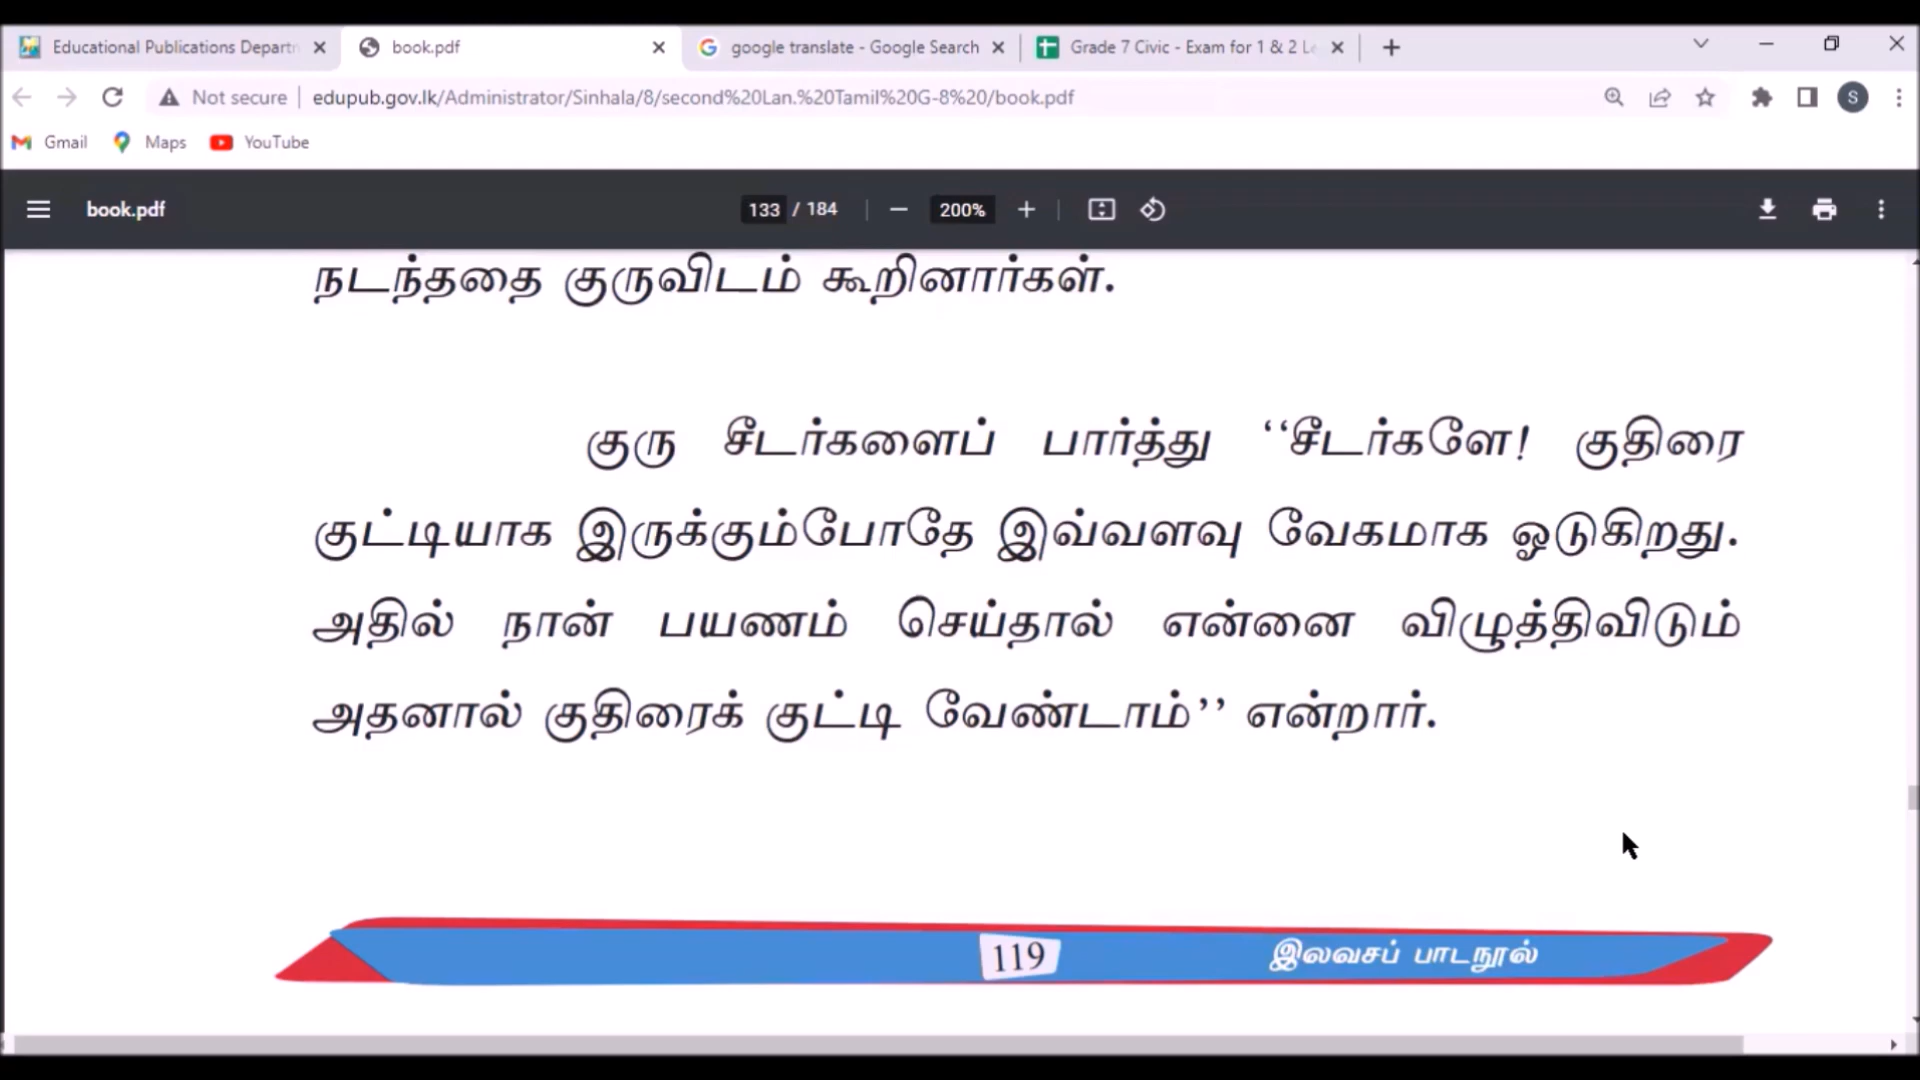 Educational Publications Departn
book.pdf
google translate - Google Search
Grade 7 Civic - Exam for 1 & 2 Le
Not secure
edupub.gov.lk/Administrator/Sinhala/8/second%20Lan.%20Tamil%20G-8%20/book.pdf
S
Gmail
Maps
YouTube
book.pdf
133 / 184
200%
நடந்ததை குருவிடம் கூறினார்கள்.
குரு சீடர்களைப் பார்த்து ‘‘சீடர்களே! குதிரை
குட்டியாக இருக்கும்போதே இவ்வளவு வேகமாக ஓடுகிறது.
அதில் நான் பயணம் செய்தால் என்னை விழுத்திவிடும்
அதனால் குதிரைக் குட்டி வேண்டாம்’’ என்றார்.
119
இலவசப் பாடநூல்